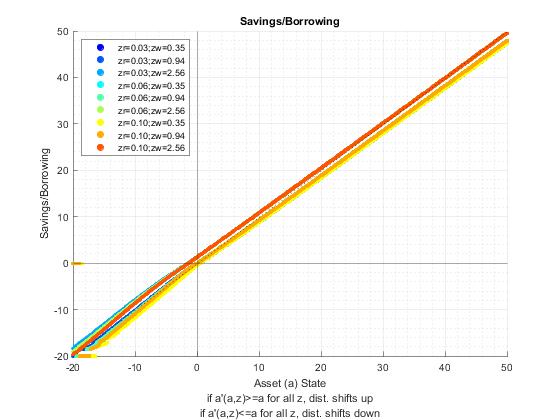 Savings/Borrowing
50
40
30
20
10
0
-10
-20
Savings/Borrowing
zr=0.03;zw=0.35
zr=0.03;zw=0.94
zr=0.03;zw=2.56
zr=0.06;zw=0.35
zr=0.06;zw=0.94
zr=0.06;zw=2.56
zr=0.10;zw=0.35
zr=0.10;zw=0.94
zr=0.10;zw=2.56
-20 -10 0 10 20 30 40 50
Asset (a) State
if a'(a,z)>=a for all z, dist. shifts up
if a'(a,z)<=a for all z, dist. shifts down